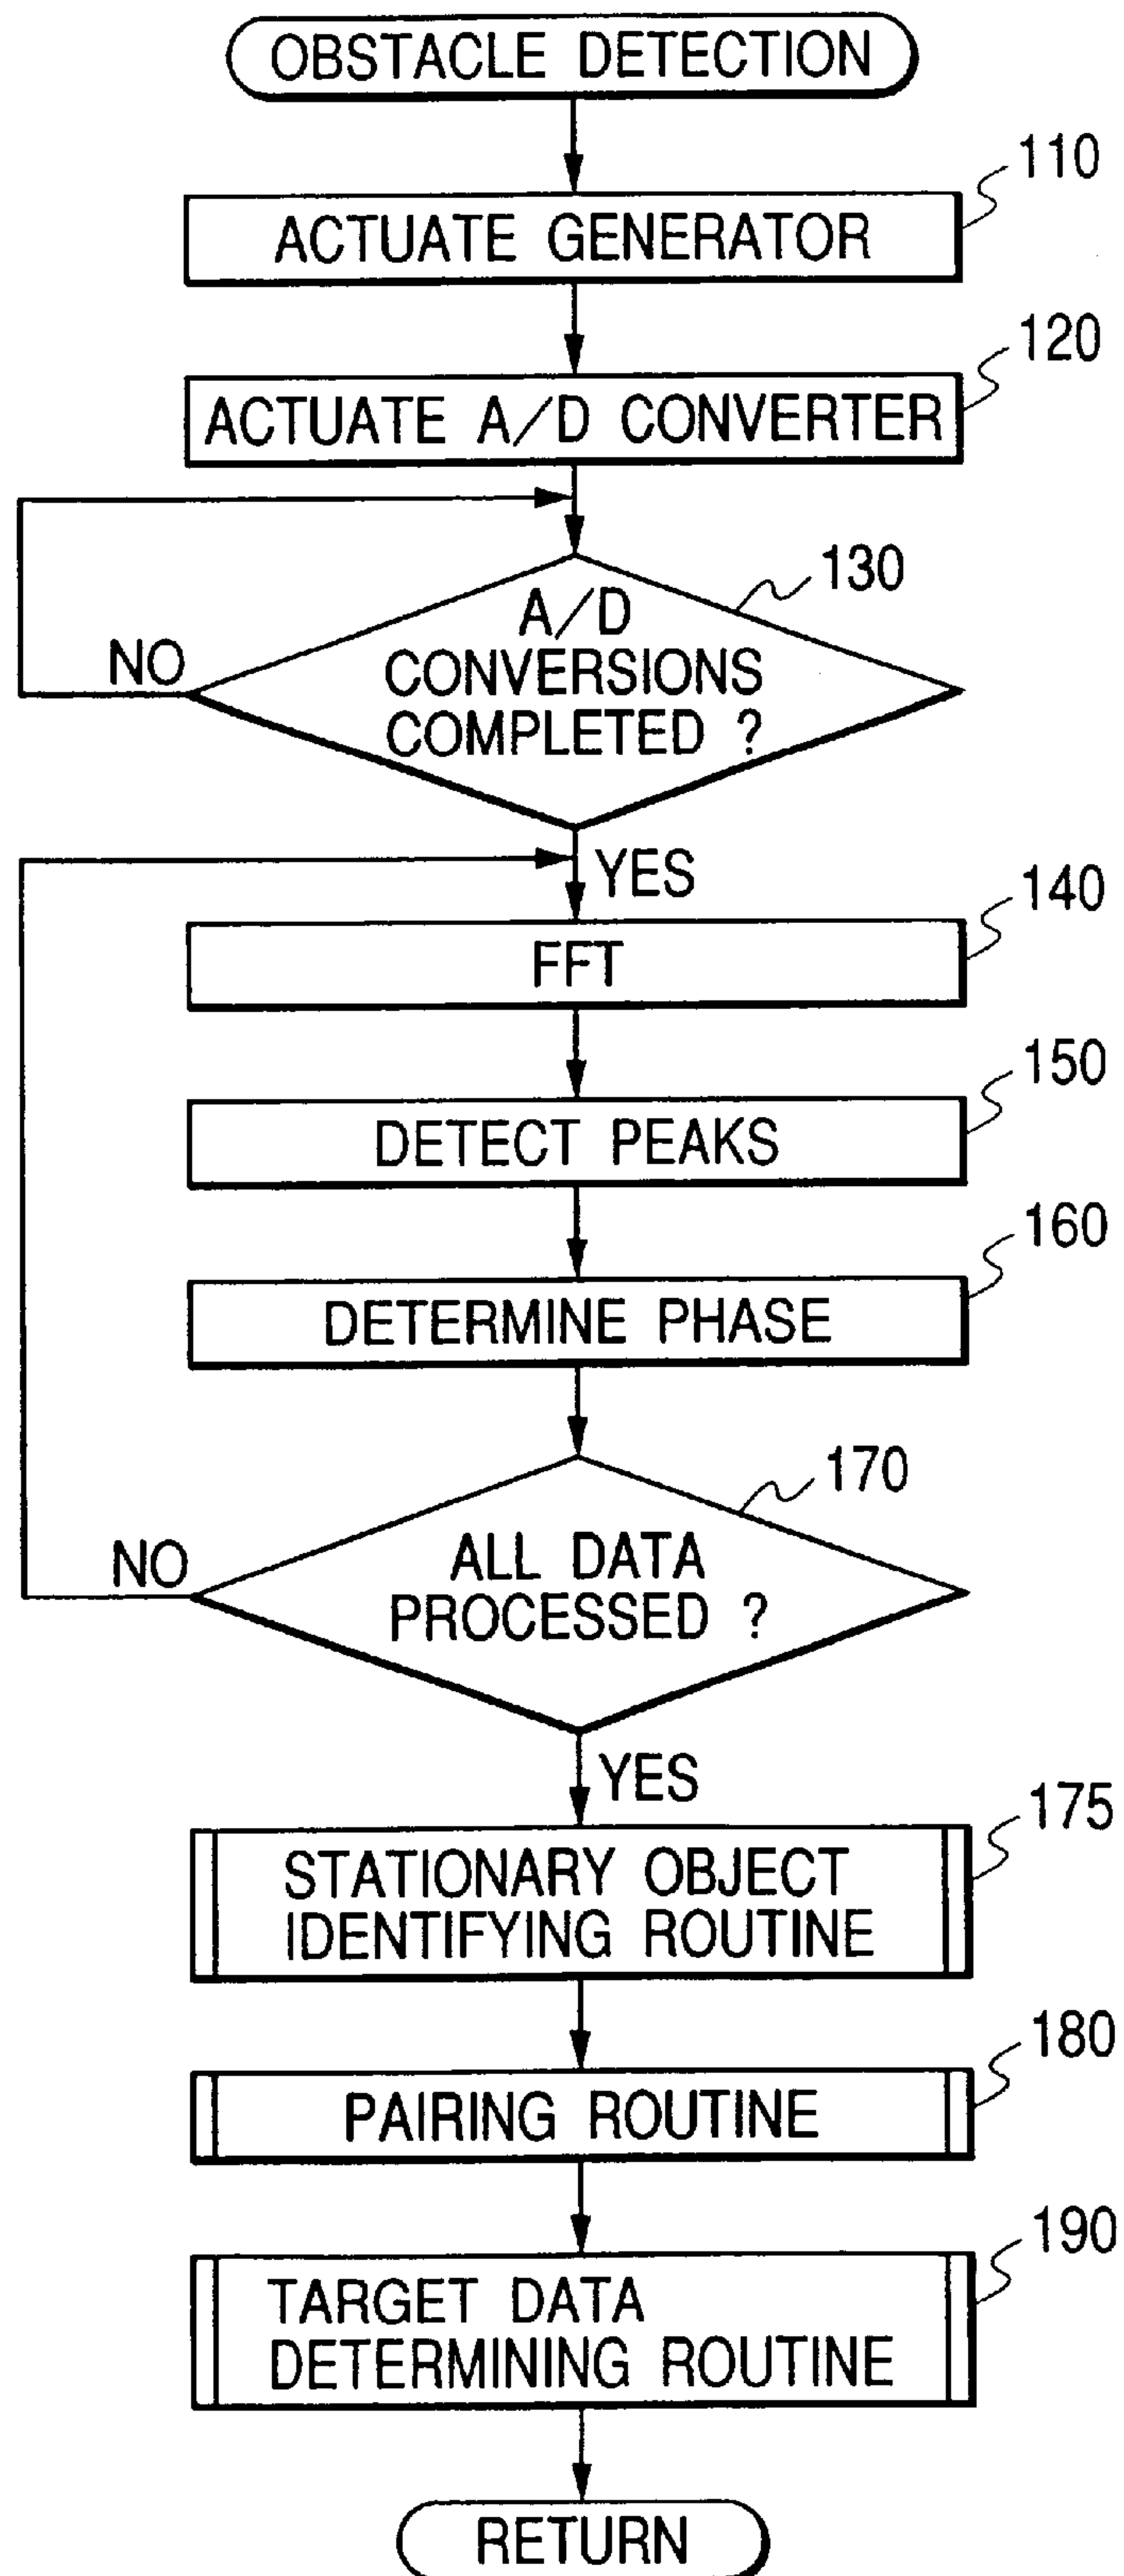 OBSTACLE DETECTION
110
ACTUATE GENERATOR
120
ACTUATE A/D CONVERTER
130
A/D
CONVERSIONS
COMPLETED ?
NO
YES
140
FFT
150
DETECT PEAKS
160
DETERMINE PHASE
170
ALL DATA
PROCESSED ?
NO
YES
175
STATIONARY OBJECT
IDENTIFYING ROUTINE
180
PAIRING ROUTINE
190
TARGET DATA
DETERMINING ROUTINE
RETURN